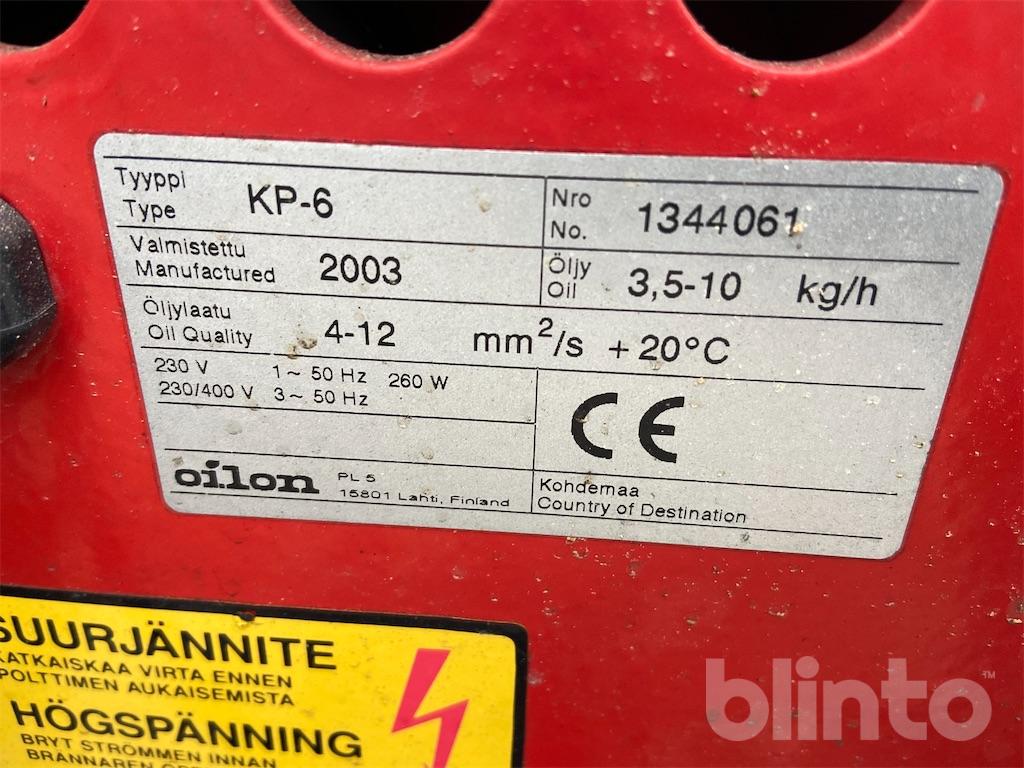 Tyyppi
Type KP-6
Nro
No. 1344061
Valmistettu
Manufactured 2003
Öljy
Oil 3,5-10 kg/h
Öljylaatu
Oil Quality 4-12 mm²/s +20°C
230 V 1~ 50 Hz 260 W
230/400 V 3~ 50 Hz
CE
oilon PL 5
15801 Lahti, Finland
Kohdemaa
Country of Destination
SUURJÄNNITE
KATKAISKAA VIRTA ENNEN
POLTTIMEN AUKAISEMISTA
HÖGSPÄNNING
BRYT STRÖMMEN INNAN
BRÄNNAREN
blinto™